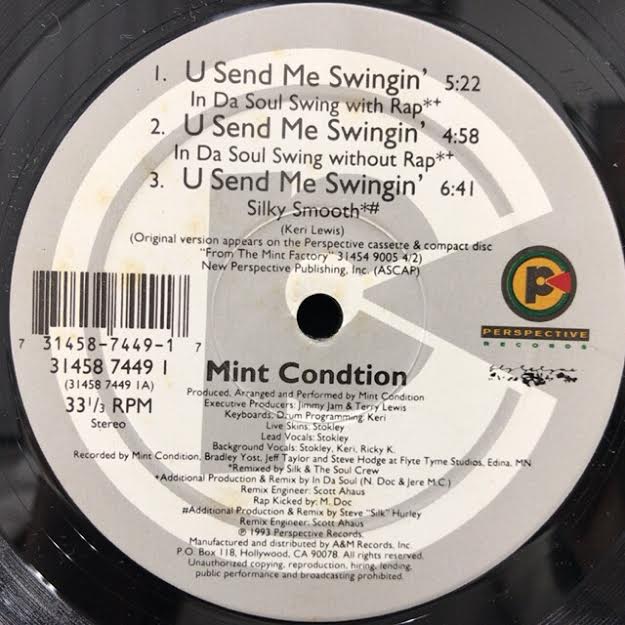 1. U Send Me Swingin' 5:22
In Da Soul Swing with Rap*+
2. U Send Me Swingin' 4:58
In Da Soul Swing without Rap*+
3. U Send Me Swingin' 6:41
Silky Smooth*#
(Keri Lewis)
(Original version appears on the Perspective cassette & compact disc
"From The Mint Factory" 31454 9005 4/2)
New Perspective Publishing, Inc. (ASCAP)
P
PERSPECTIVE
RECORDS
7 31458-7449-1 7
31458 7449 1
(31458 7449 1A)
33 1/3 RPM
Stereo
Mint Condtion
Produced, Arranged and Performed by Mint Condition
Executive Producers: Jimmy Jam & Terry Lewis
Keyboards, Drum Programming: Keri
Live Skins: Stokley
Lead Vocals: Stokley
Background Vocals: Stokley, Keri, Ricky K.
Recorded by Mint Condition, Bradley Yost, Jeff Taylor and Steve Hodge at Flyte Tyme Studios, Edina, MN
*Remixed by Silk & The Soul Crew
+Additional Production & Remix by In Da Soul (N. Doc & Jere M.C.)
Remix Engineer: Scott Ahaus
Rap Kicked by: M. Doc
#Additional Production & Remix by Steve "Silk" Hurley
Remix Engineer: Scott Ahaus
℗ 1993 Perspective Records.
Manufactured and distributed by A&M Records, Inc.
P.O. Box 118, Hollywood, CA 90078. All rights reserved.
Unauthorized copying, reproduction, hiring, lending,
public performance and broadcasting prohibited.